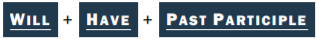 WILL + HAVE + PAST PARTICIPLE